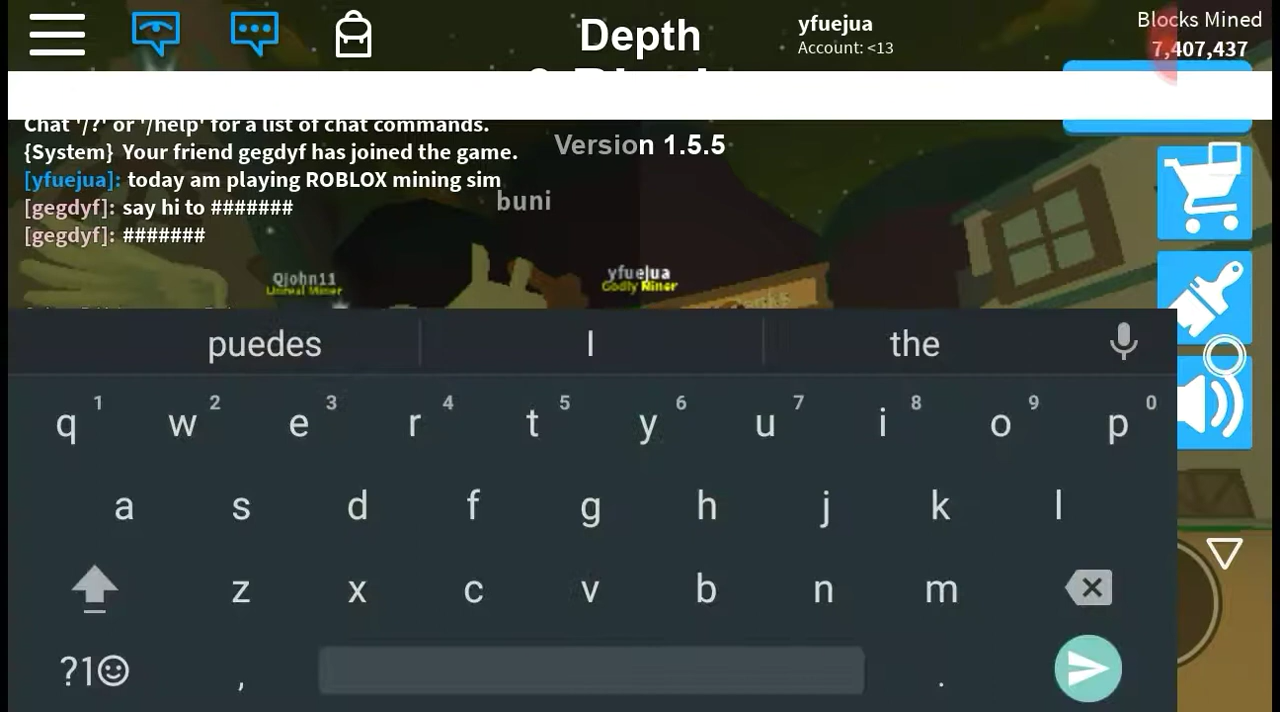 Depth
yfuejua
Account: <13
Blocks Mined
7,407,437
Chat '/?' or '/help' for a list of chat commands.
{System} Your friend gegdyf has joined the game.
[yfuejua]: today am playing ROBLOX mining sim
[gegdyf]: say hi to #######
[gegdyf]: #######
Version 1.5.5
buni
Qjohn11
Unreal Miner
yfuejua
Godly Miner
puedes I the
q 1 w 2 e 3 r 4 t 5 y 6 u 7 i 8 o 9 p 0
a s d f g h j k l
z x c v b n m
?1☺ , .